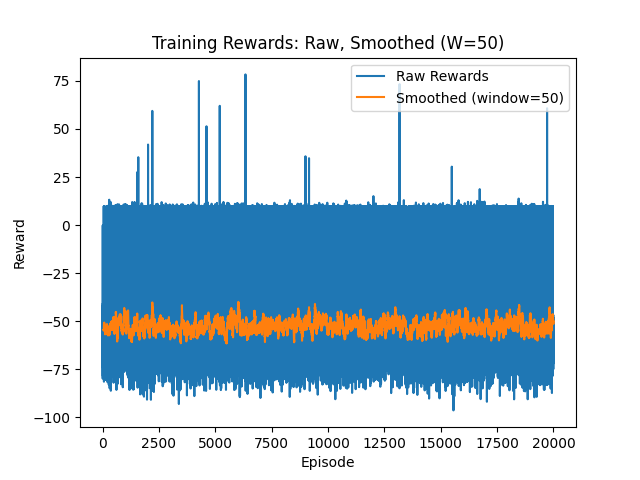 Training Rewards: Raw, Smoothed (W=50)
Raw Rewards
Smoothed (window=50)
Reward
75
50
25
0
−25
−50
−75
−100
0 2500 5000 7500 10000 12500 15000 17500 20000
Episode